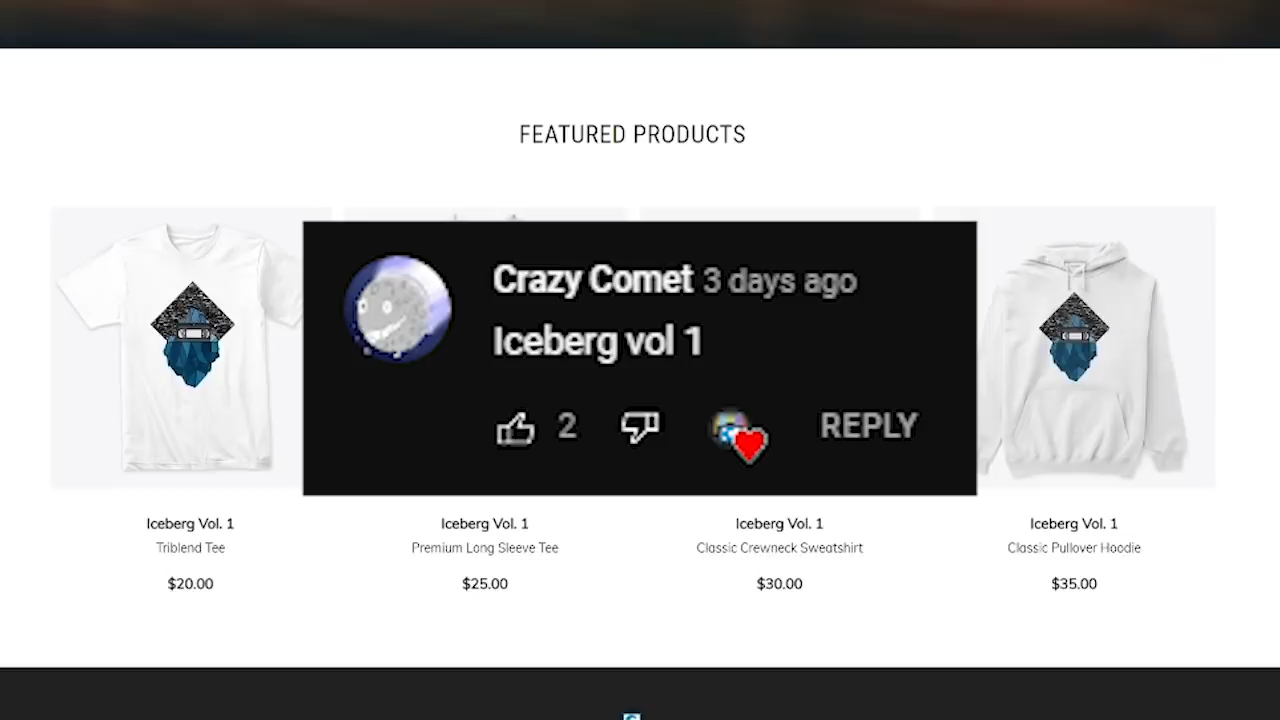 FEATURED PRODUCTS
Crazy Comet 3 days ago
Iceberg vol 1
2 REPLY
Iceberg Vol. 1
Triblend Tee
$20.00
Iceberg Vol. 1
Premium Long Sleeve Tee
$25.00
Iceberg Vol. 1
Classic Crewneck Sweatshirt
$30.00
Iceberg Vol. 1
Classic Pullover Hoodie
$35.00